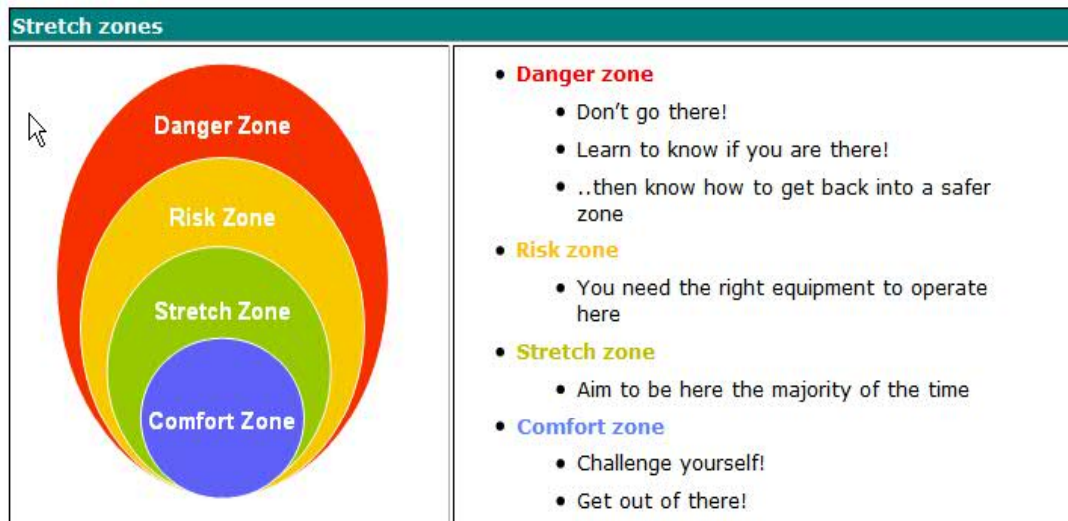 Stretch zones
Danger Zone
Risk Zone
Stretch Zone
Comfort Zone
• Danger zone
• Don't go there!
• Learn to know if you are there!
• ..then know how to get back into a safer
zone
• Risk zone
• You need the right equipment to operate
here
• Stretch zone
• Aim to be here the majority of the time
• Comfort zone
• Challenge yourself!
• Get out of there!